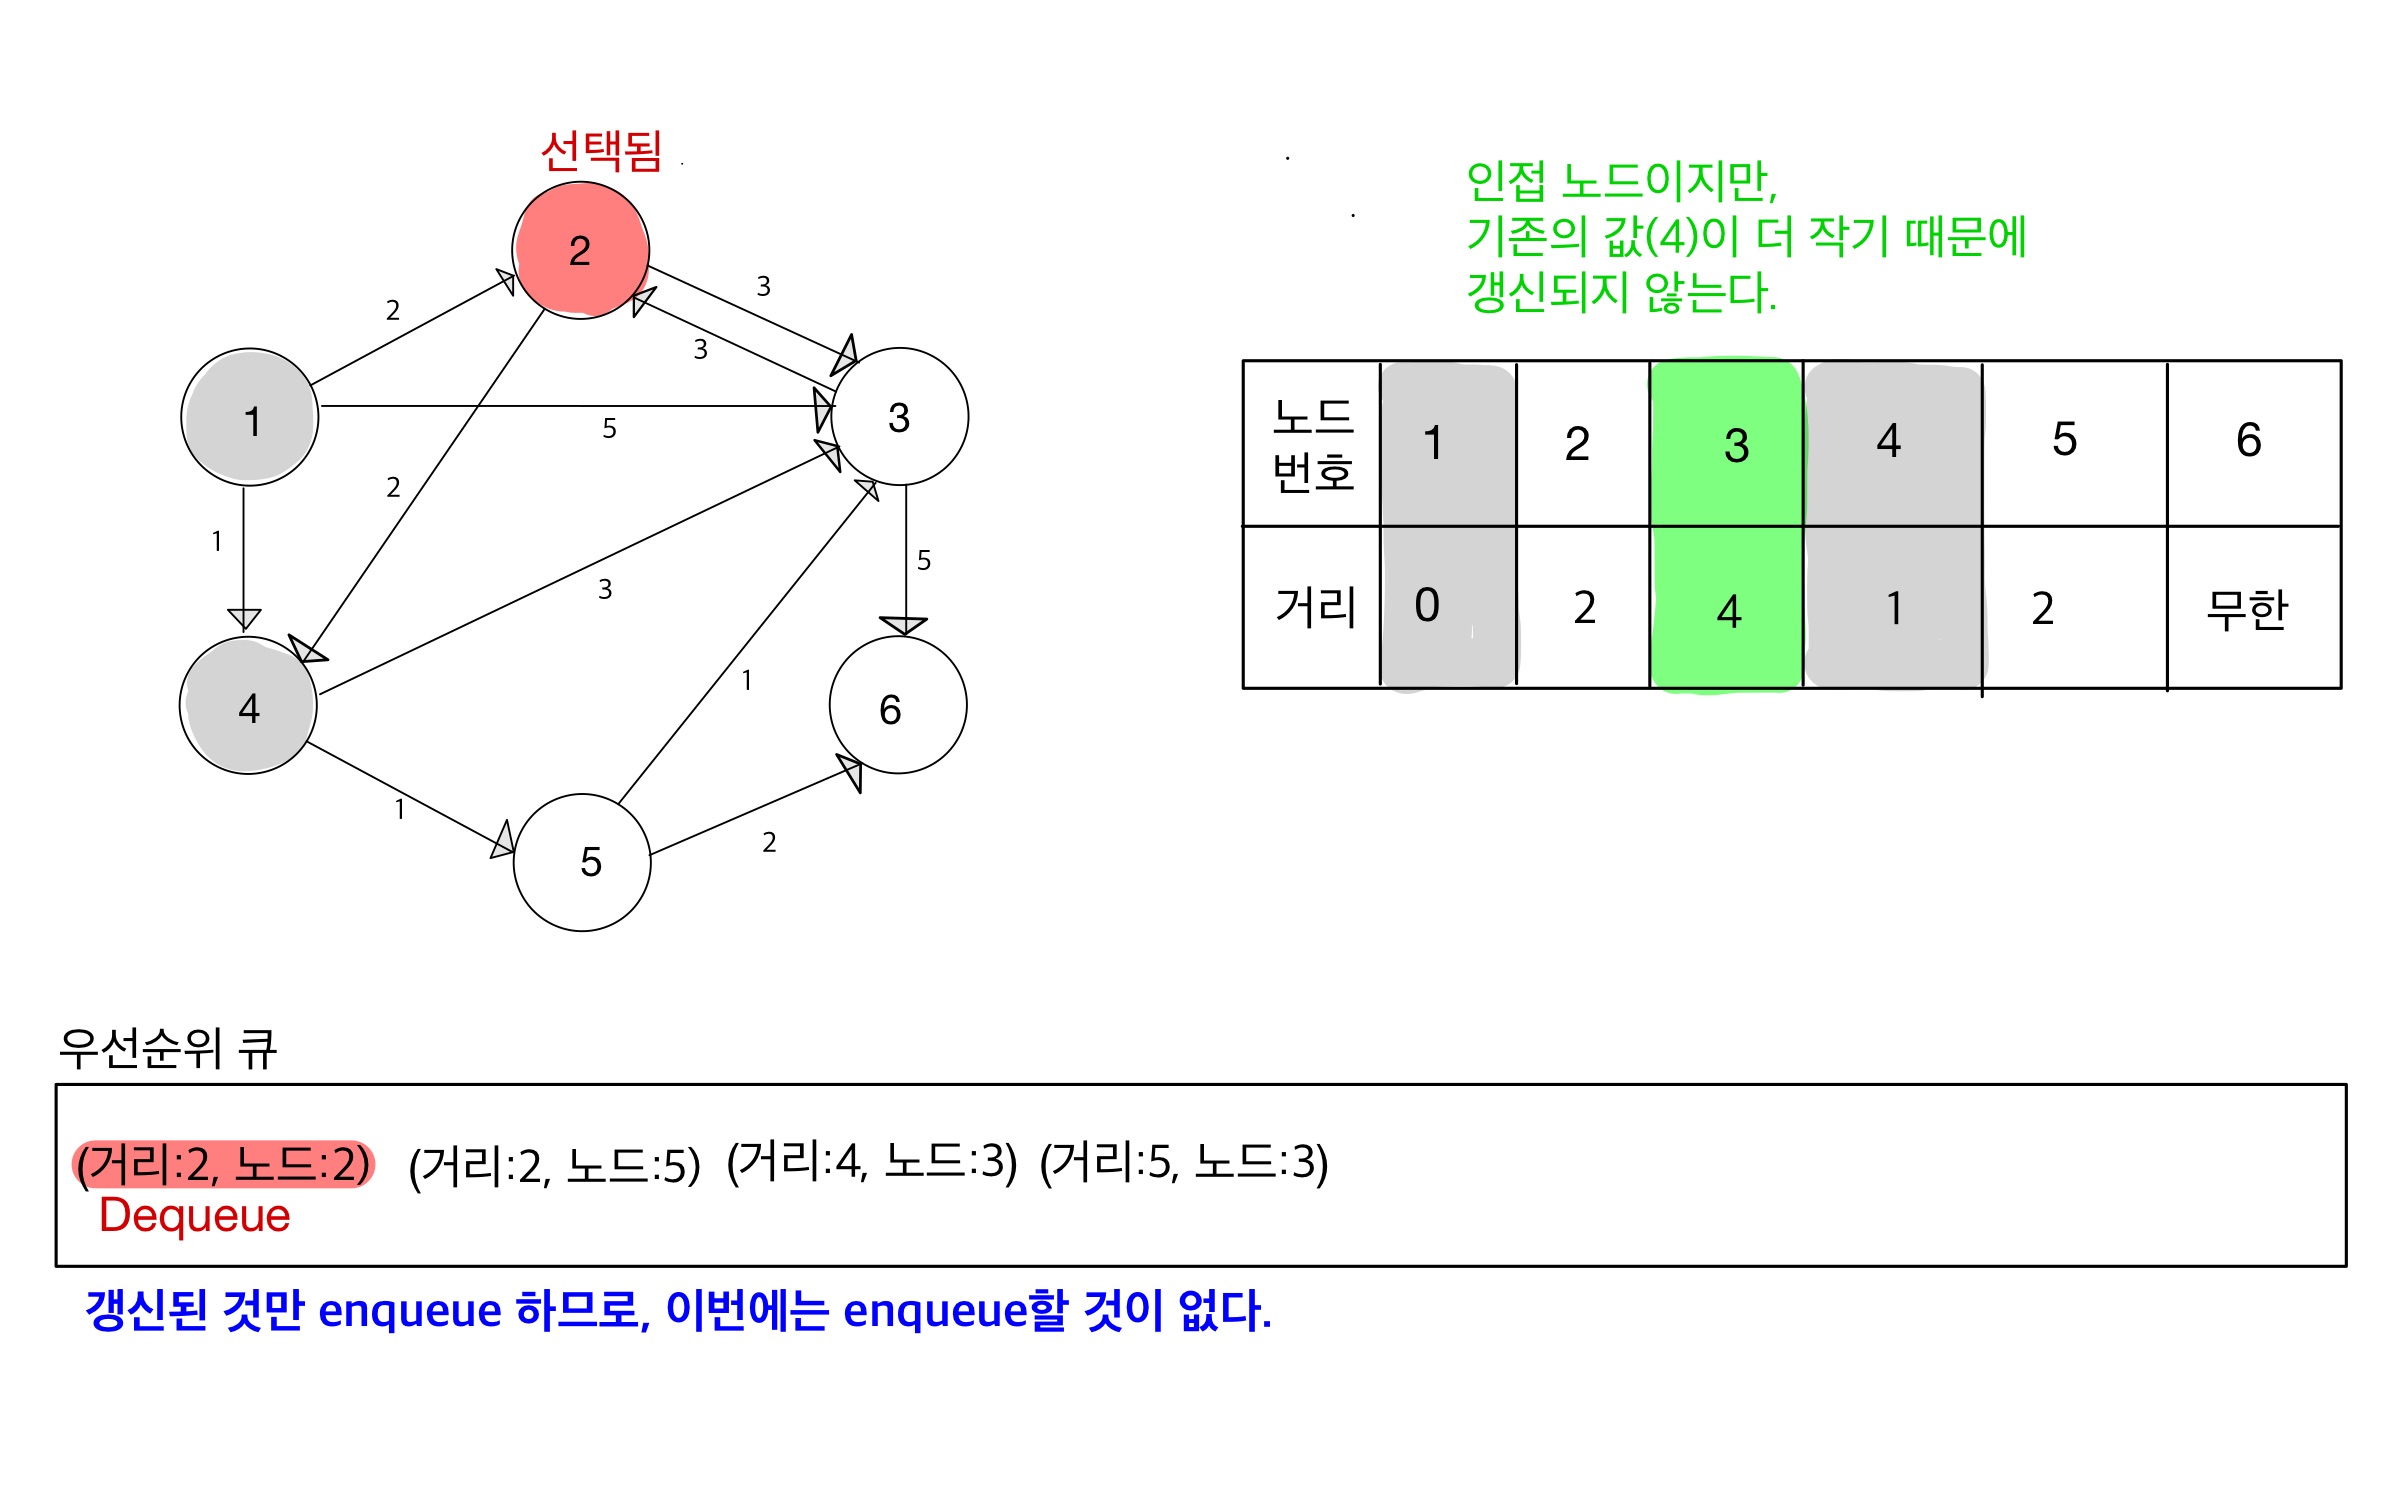 선택됨
2
2
3
3
1
5
3
2
1
3
5
4
1
6
1
5
2
인접 노드이지만,
기존의 값(4)이 더 작기 때문에
갱신되지 않는다.
노드 번호 1 2 3 4 5 6
거리 0 2 4 1 2 무한
우선순위 큐
(거리:2, 노드:2) (거리:2, 노드:5) (거리:4, 노드:3) (거리:5, 노드:3)
Dequeue
갱신된 것만 enqueue 하므로, 이번에는 enqueue할 것이 없다.